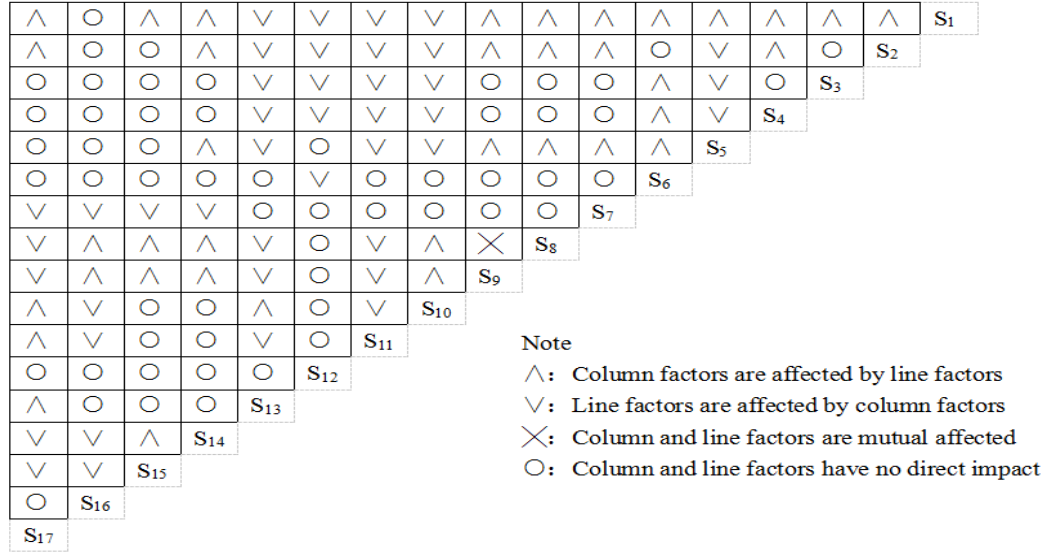 ∧ ○ ∧ ∧ ∨ ∨ ∨ ∨ ∧ ∧ ∧ ∧ ∧ ∧ ∧ ∧ S₁
∧ ○ ○ ∧ ∨ ∨ ∨ ∨ ∧ ∧ ∧ ○ ∨ ∧ ○ S₂
○ ○ ○ ○ ∨ ∨ ∨ ∨ ○ ○ ○ ∧ ∨ ○ S₃
○ ○ ○ ○ ∨ ∨ ∨ ∨ ○ ○ ○ ∧ ∨ S₄
○ ○ ○ ∧ ∨ ○ ∨ ∨ ∧ ∧ ∧ ∧ S₅
○ ○ ○ ○ ○ ∨ ○ ○ ○ ○ ○ S₆
∨ ∨ ∨ ∨ ○ ○ ○ ○ ○ ○ S₇
∨ ∧ ∧ ∧ ∨ ○ ∨ ∧ ╳ S₈
∨ ∧ ∧ ∧ ∨ ○ ∨ ∧ S₉
∧ ∨ ○ ○ ∧ ○ ∨ S₁₀
∧ ∨ ○ ○ ∨ ○ S₁₁
○ ○ ○ ○ ○ S₁₂
∧ ○ ○ ○ S₁₃
∨ ∨ ∧ S₁₄
∨ ∨ S₁₅
○ S₁₆
S₁₇
Note
∧: Column factors are affected by line factors
∨: Line factors are affected by column factors
╳: Column and line factors are mutual affected
○: Column and line factors have no direct impact